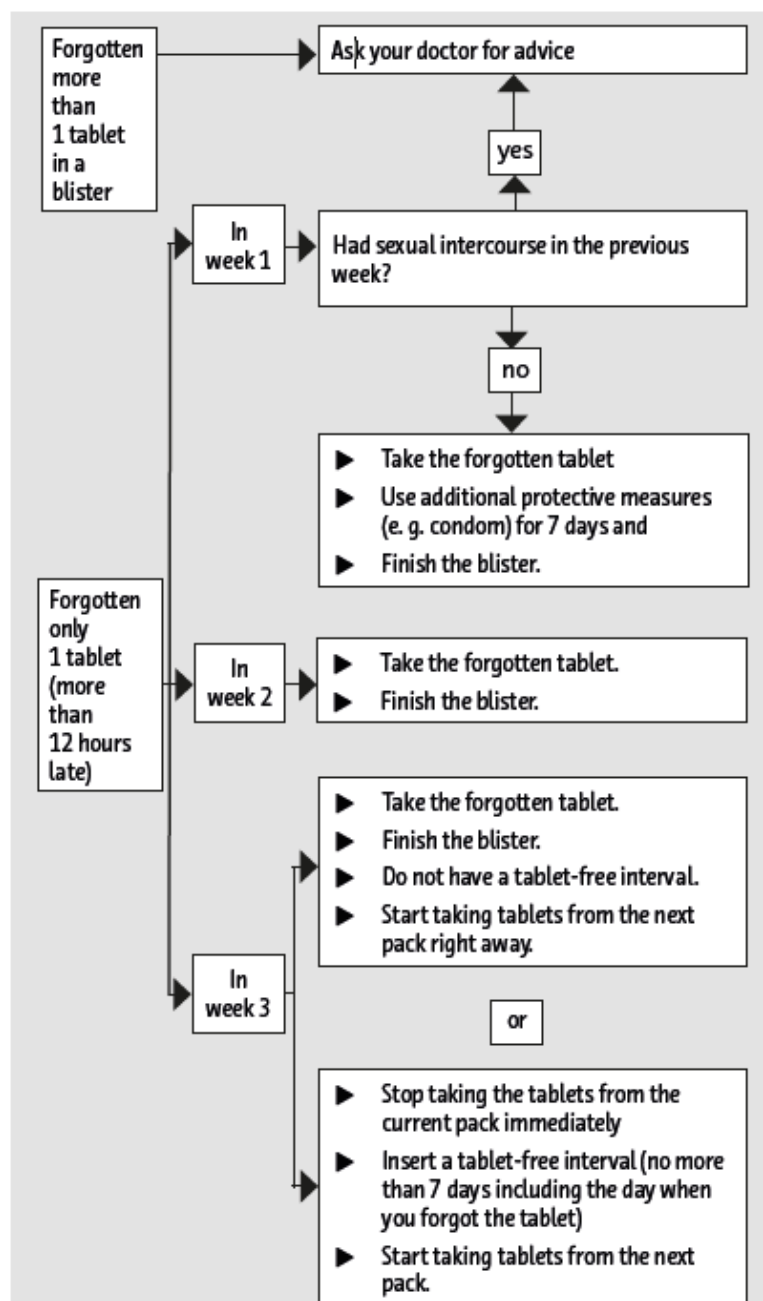 Forgotten
more
than
1 tablet
in a
blister
Ask your doctor for advice
yes
In
week 1
Had sexual intercourse in the previous
week?
no
▶ Take the forgotten tablet
▶ Use additional protective measures
(e. g. condom) for 7 days and
▶ Finish the blister.
Forgotten
only
1 tablet
(more
than
12 hours
late)
In
week 2
▶ Take the forgotten tablet.
▶ Finish the blister.
In
week 3
▶ Take the forgotten tablet.
▶ Finish the blister.
▶ Do not have a tablet-free interval.
▶ Start taking tablets from the next
pack right away.
or
▶ Stop taking the tablets from the
current pack immediately
▶ Insert a tablet-free interval (no more
than 7 days including the day when
you forgot the tablet)
▶ Start taking tablets from the next
pack.